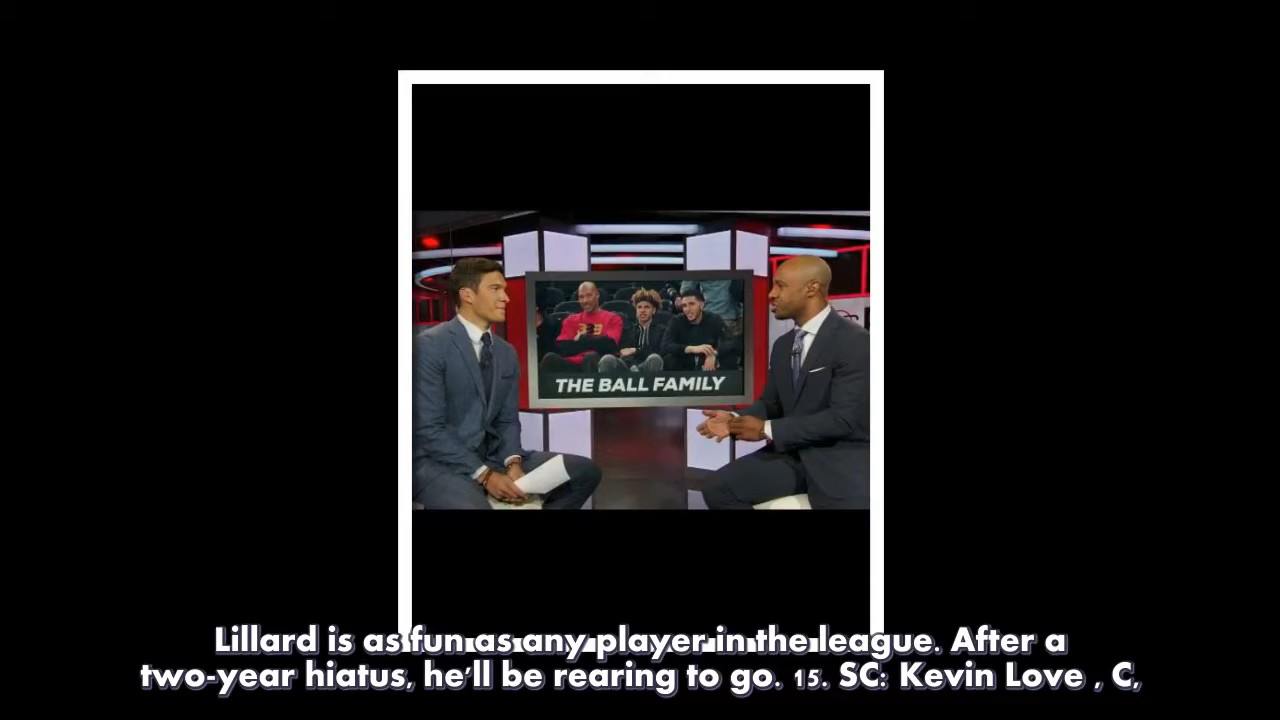 THE BALL FAMILY
Lillard is as fun as any player in the league. After a
two-year hiatus, he'll be rearing to go. 15. SC: Kevin Love , C,